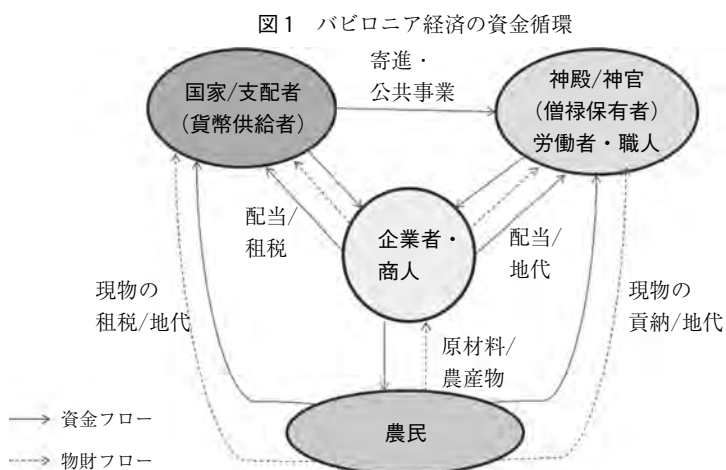 図1 バビロニア経済の資金循環
国家/支配者
（貨幣供給者）
寄進・
公共事業
神殿/神官
（僧禄保有者）
労働者・職人
配当/
租税
企業者・
商人
配当/
地代
現物の
租税/地代
現物の
貢納/地代
原材料/
農産物
農民
資金フロー
物財フロー